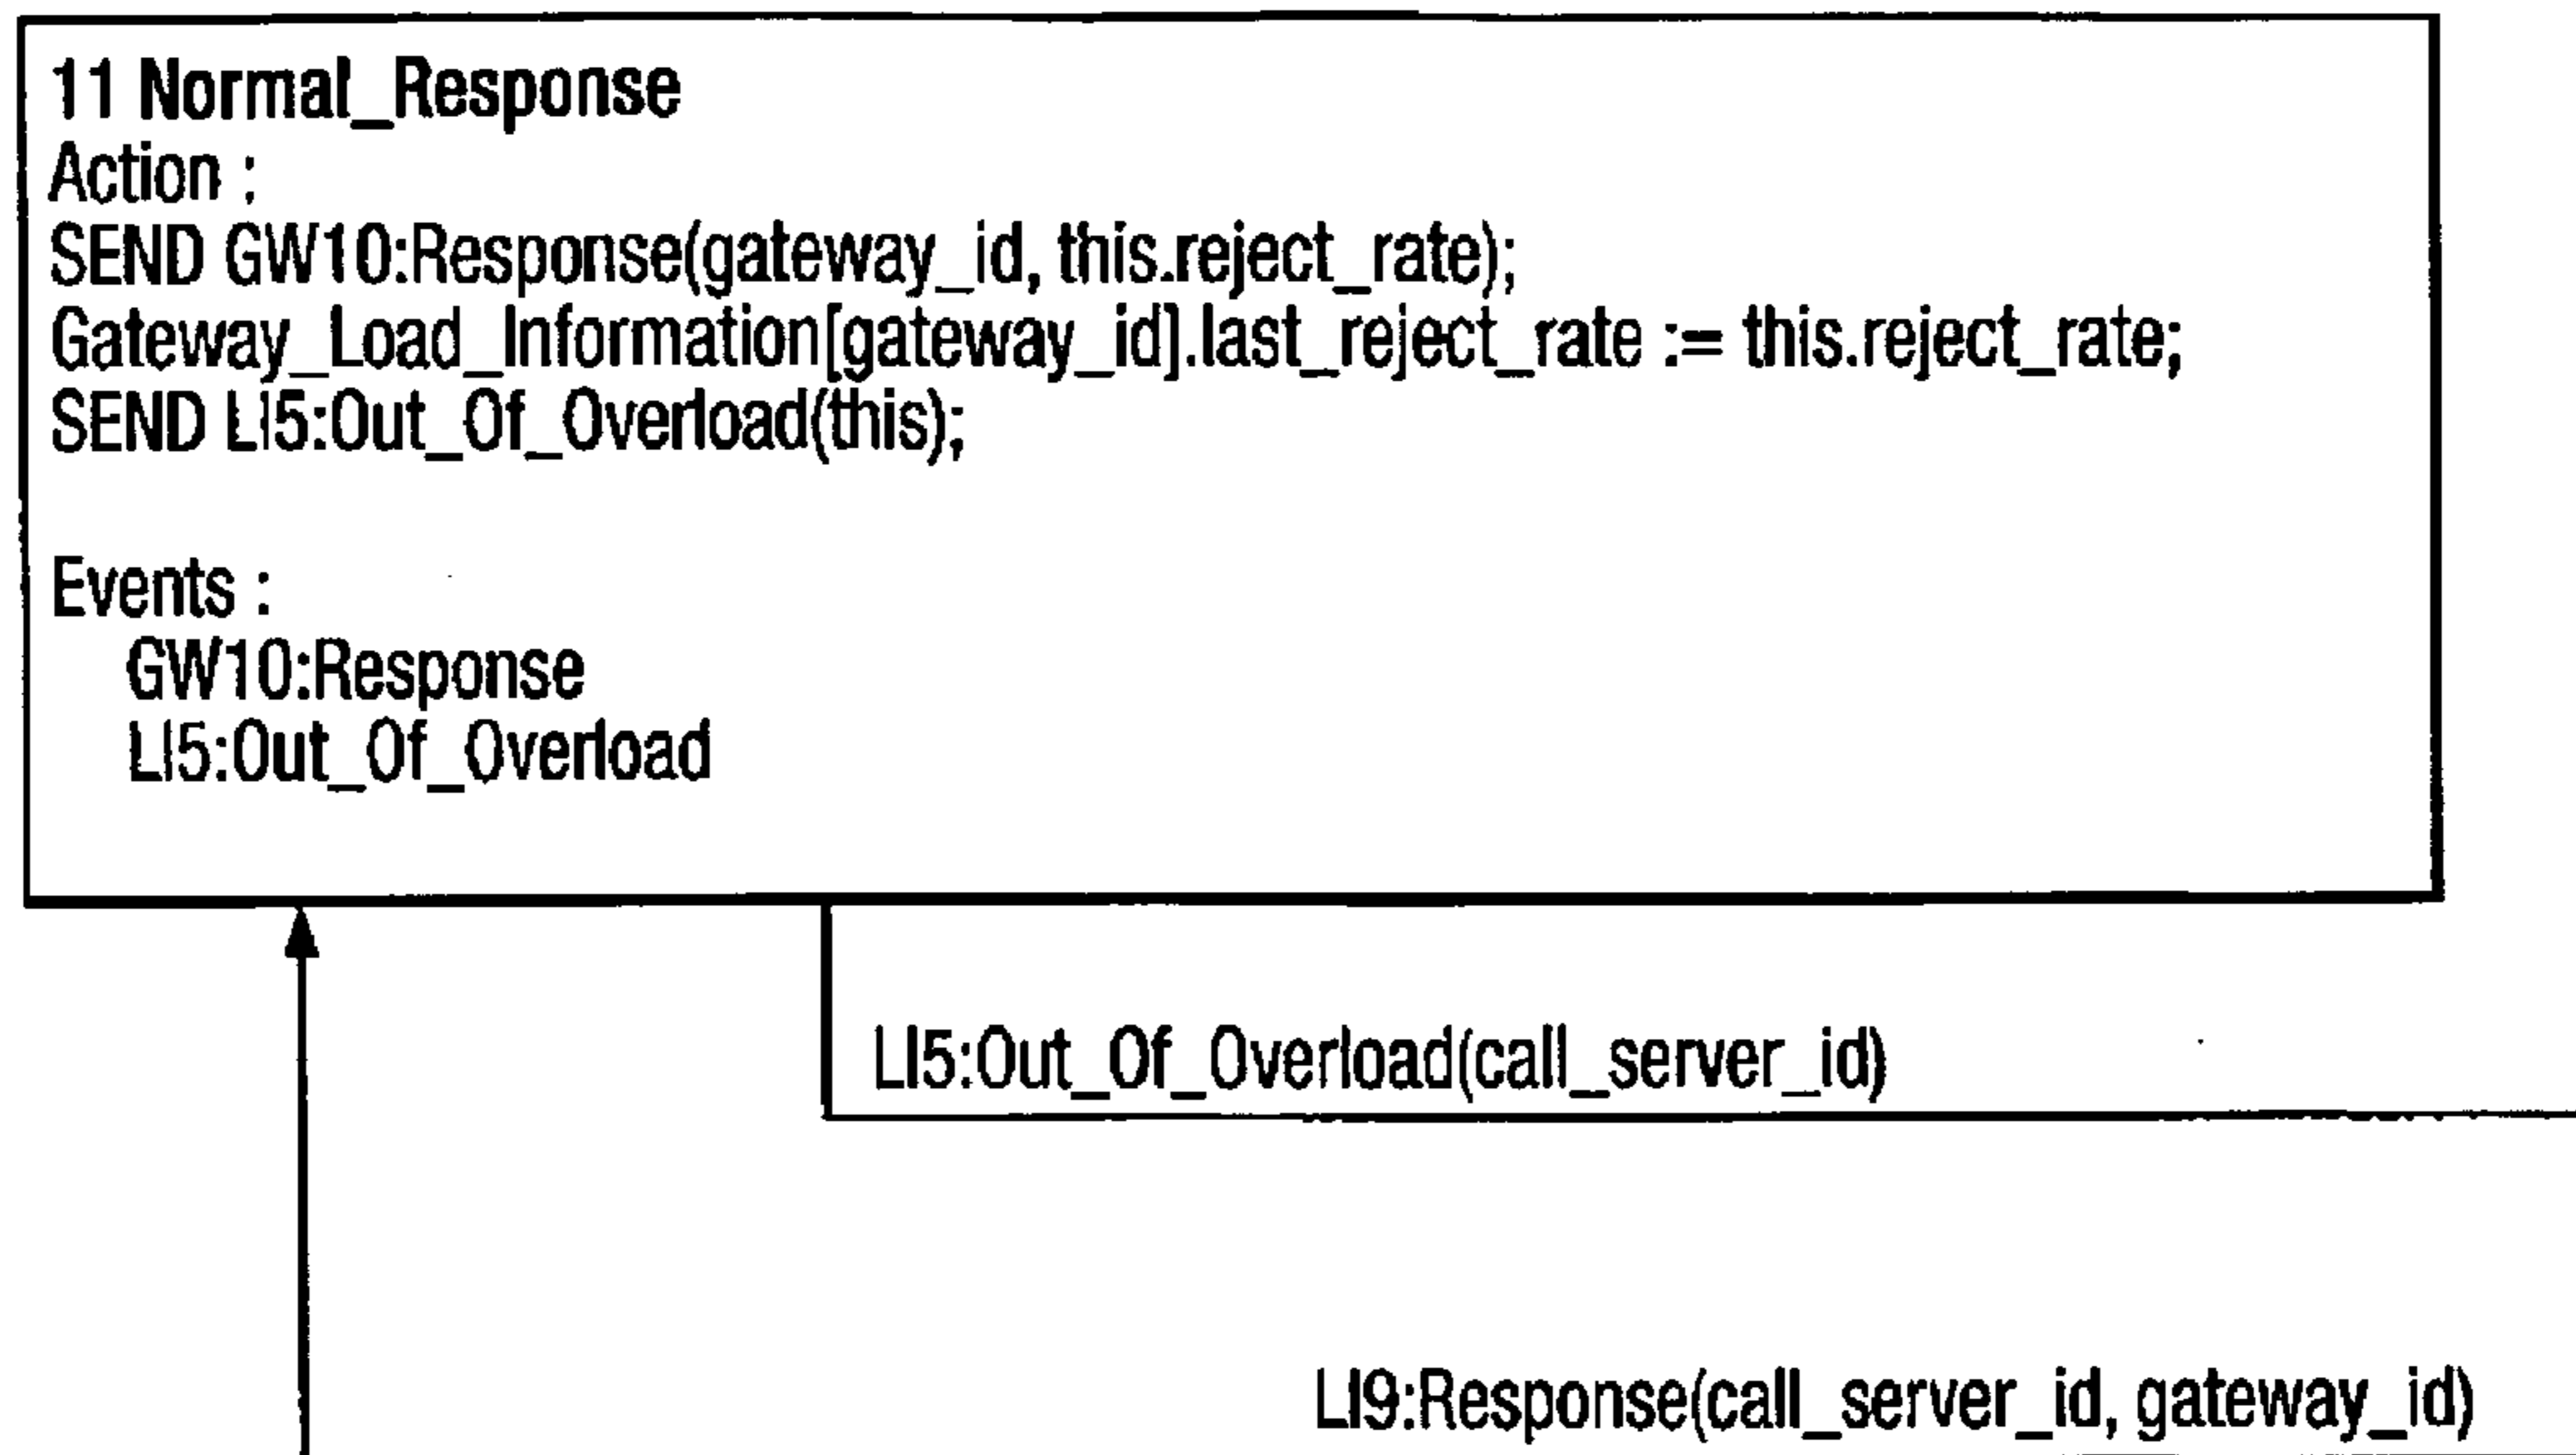 11 Normal_Response
Action :
SEND GW10:Response(gateway_id, this.reject_rate);
Gateway_Load_Information[gateway_id].last_reject_rate := this.reject_rate;
SEND LI5:Out_Of_Overload(this);
Events :
GW10:Response
LI5:Out_Of_Overload
LI5:Out_Of_Overload(call_server_id)
LI9:Response(call_server_id, gateway_id)